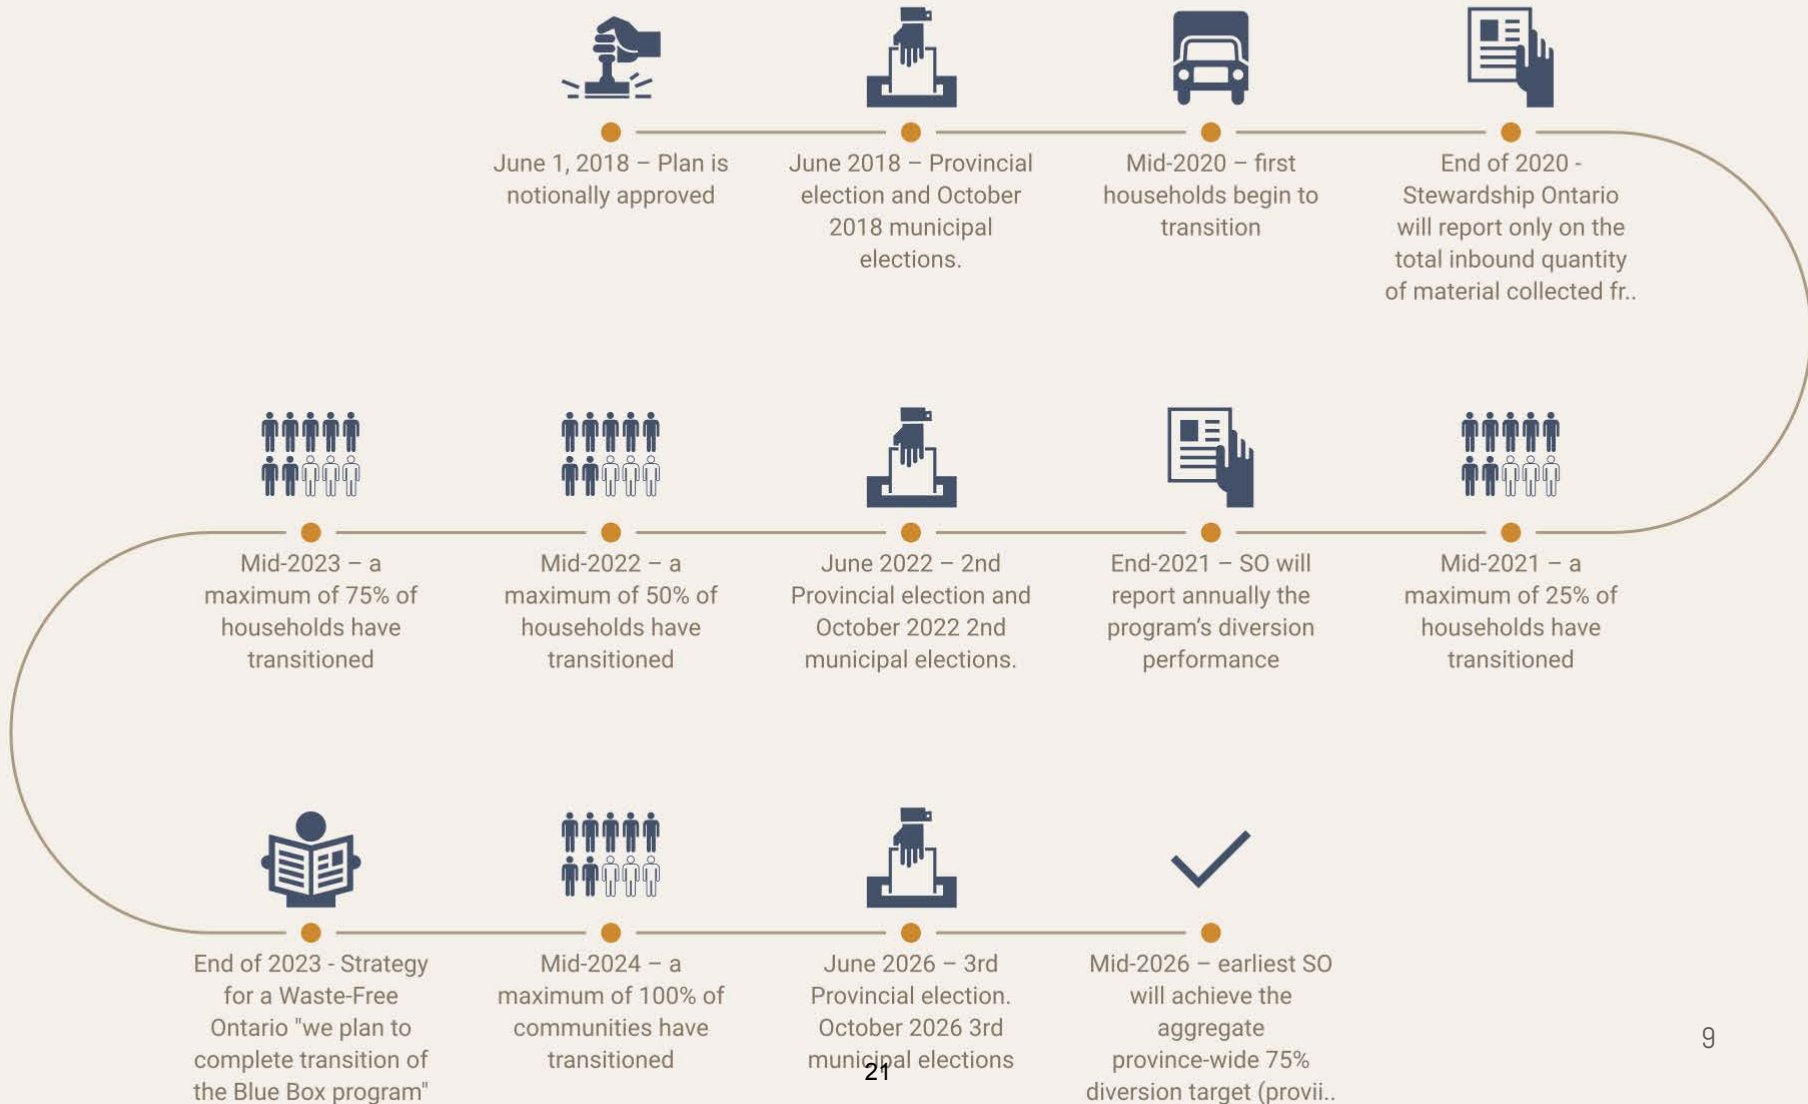 June 1, 2018 – Plan is
notionally approved
June 2018 – Provincial
election and October
2018 municipal
elections.
Mid-2020 – first
households begin to
transition
End of 2020 -
Stewardship Ontario
will report only on the
total inbound quantity
of material collected fr..
Mid-2021 – a
maximum of 25% of
households have
transitioned
End-2021 – SO will
report annually the
program’s diversion
performance
June 2022 – 2nd
Provincial election and
October 2022 2nd
municipal elections.
Mid-2022 – a
maximum of 50% of
households have
transitioned
Mid-2023 – a
maximum of 75% of
households have
transitioned
End of 2023 - Strategy
for a Waste-Free
Ontario "we plan to
complete transition of
the Blue Box program"
Mid-2024 – a
maximum of 100% of
communities have
transitioned
June 2026 – 3rd
Provincial election.
October 2026 3rd
municipal elections
Mid-2026 – earliest SO
will achieve the
aggregate
province-wide 75%
diversion target (provii..
9
21